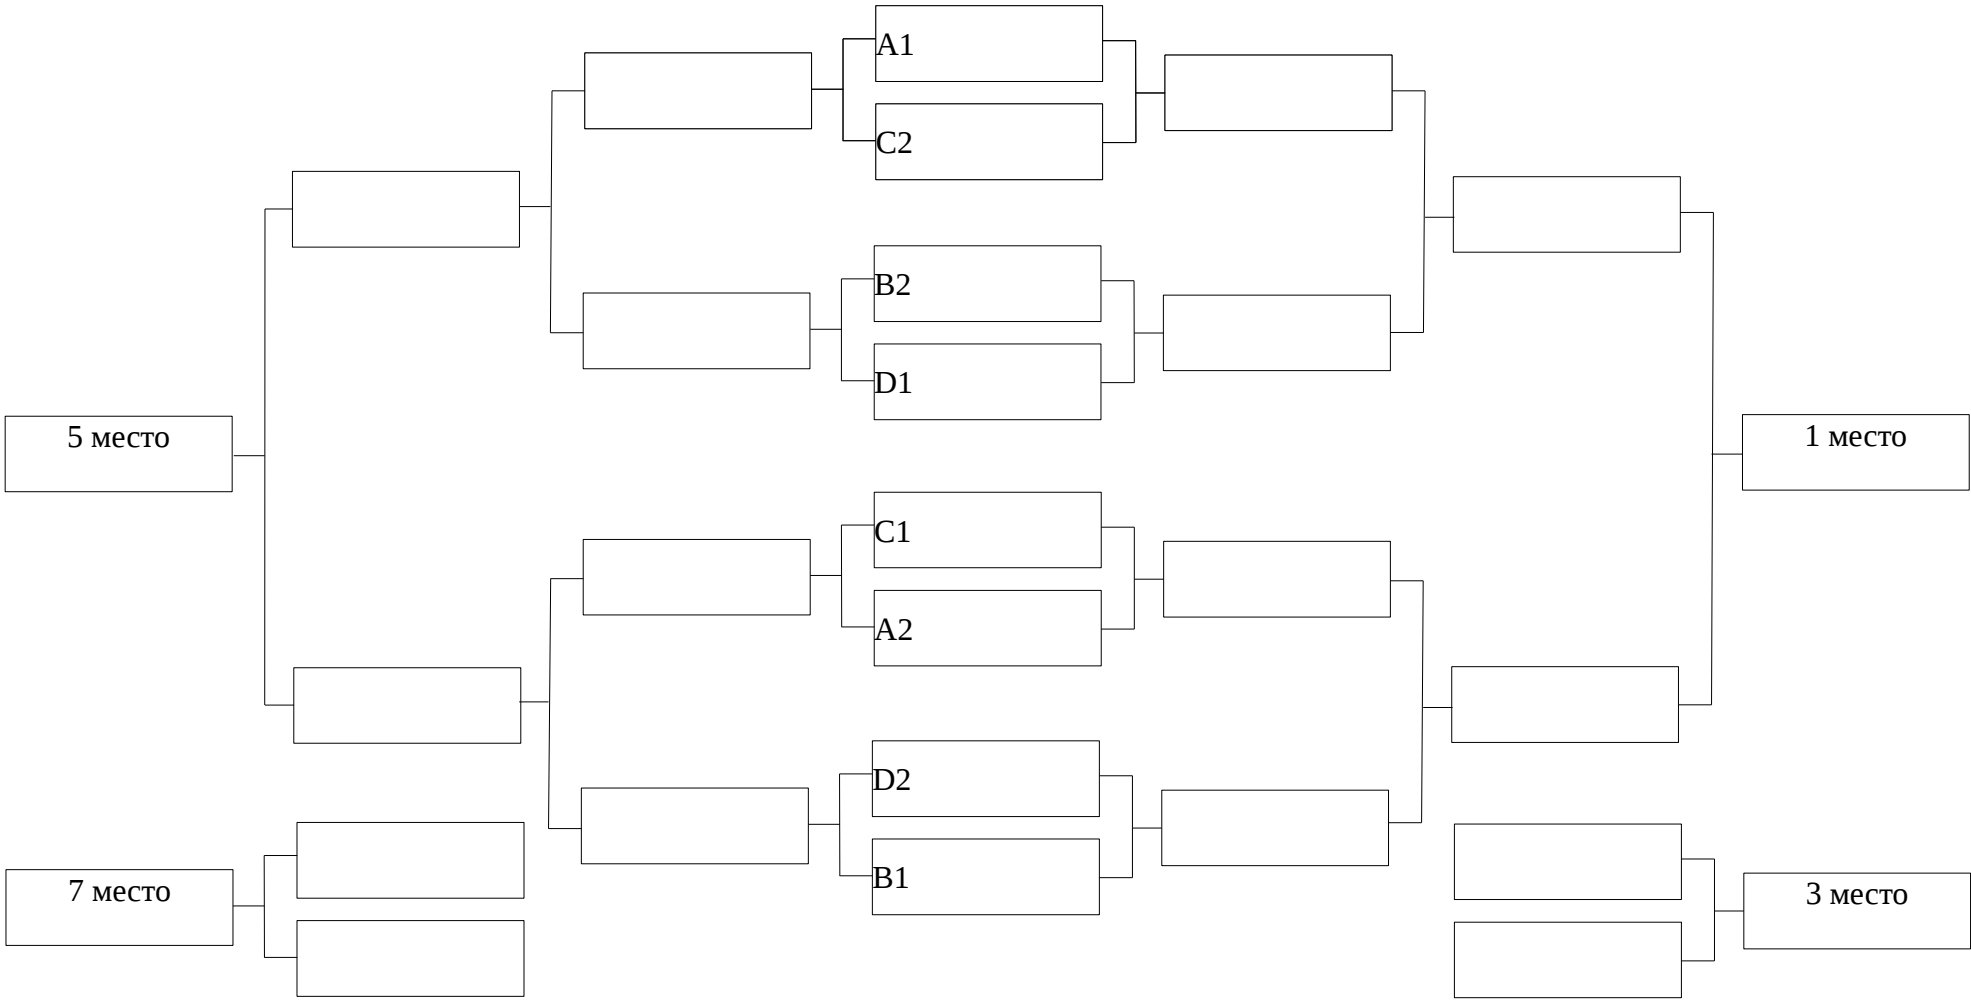 A1
C2
B2
D1
5 место
1 место
C1
A2
D2
B1
7 место
3 место